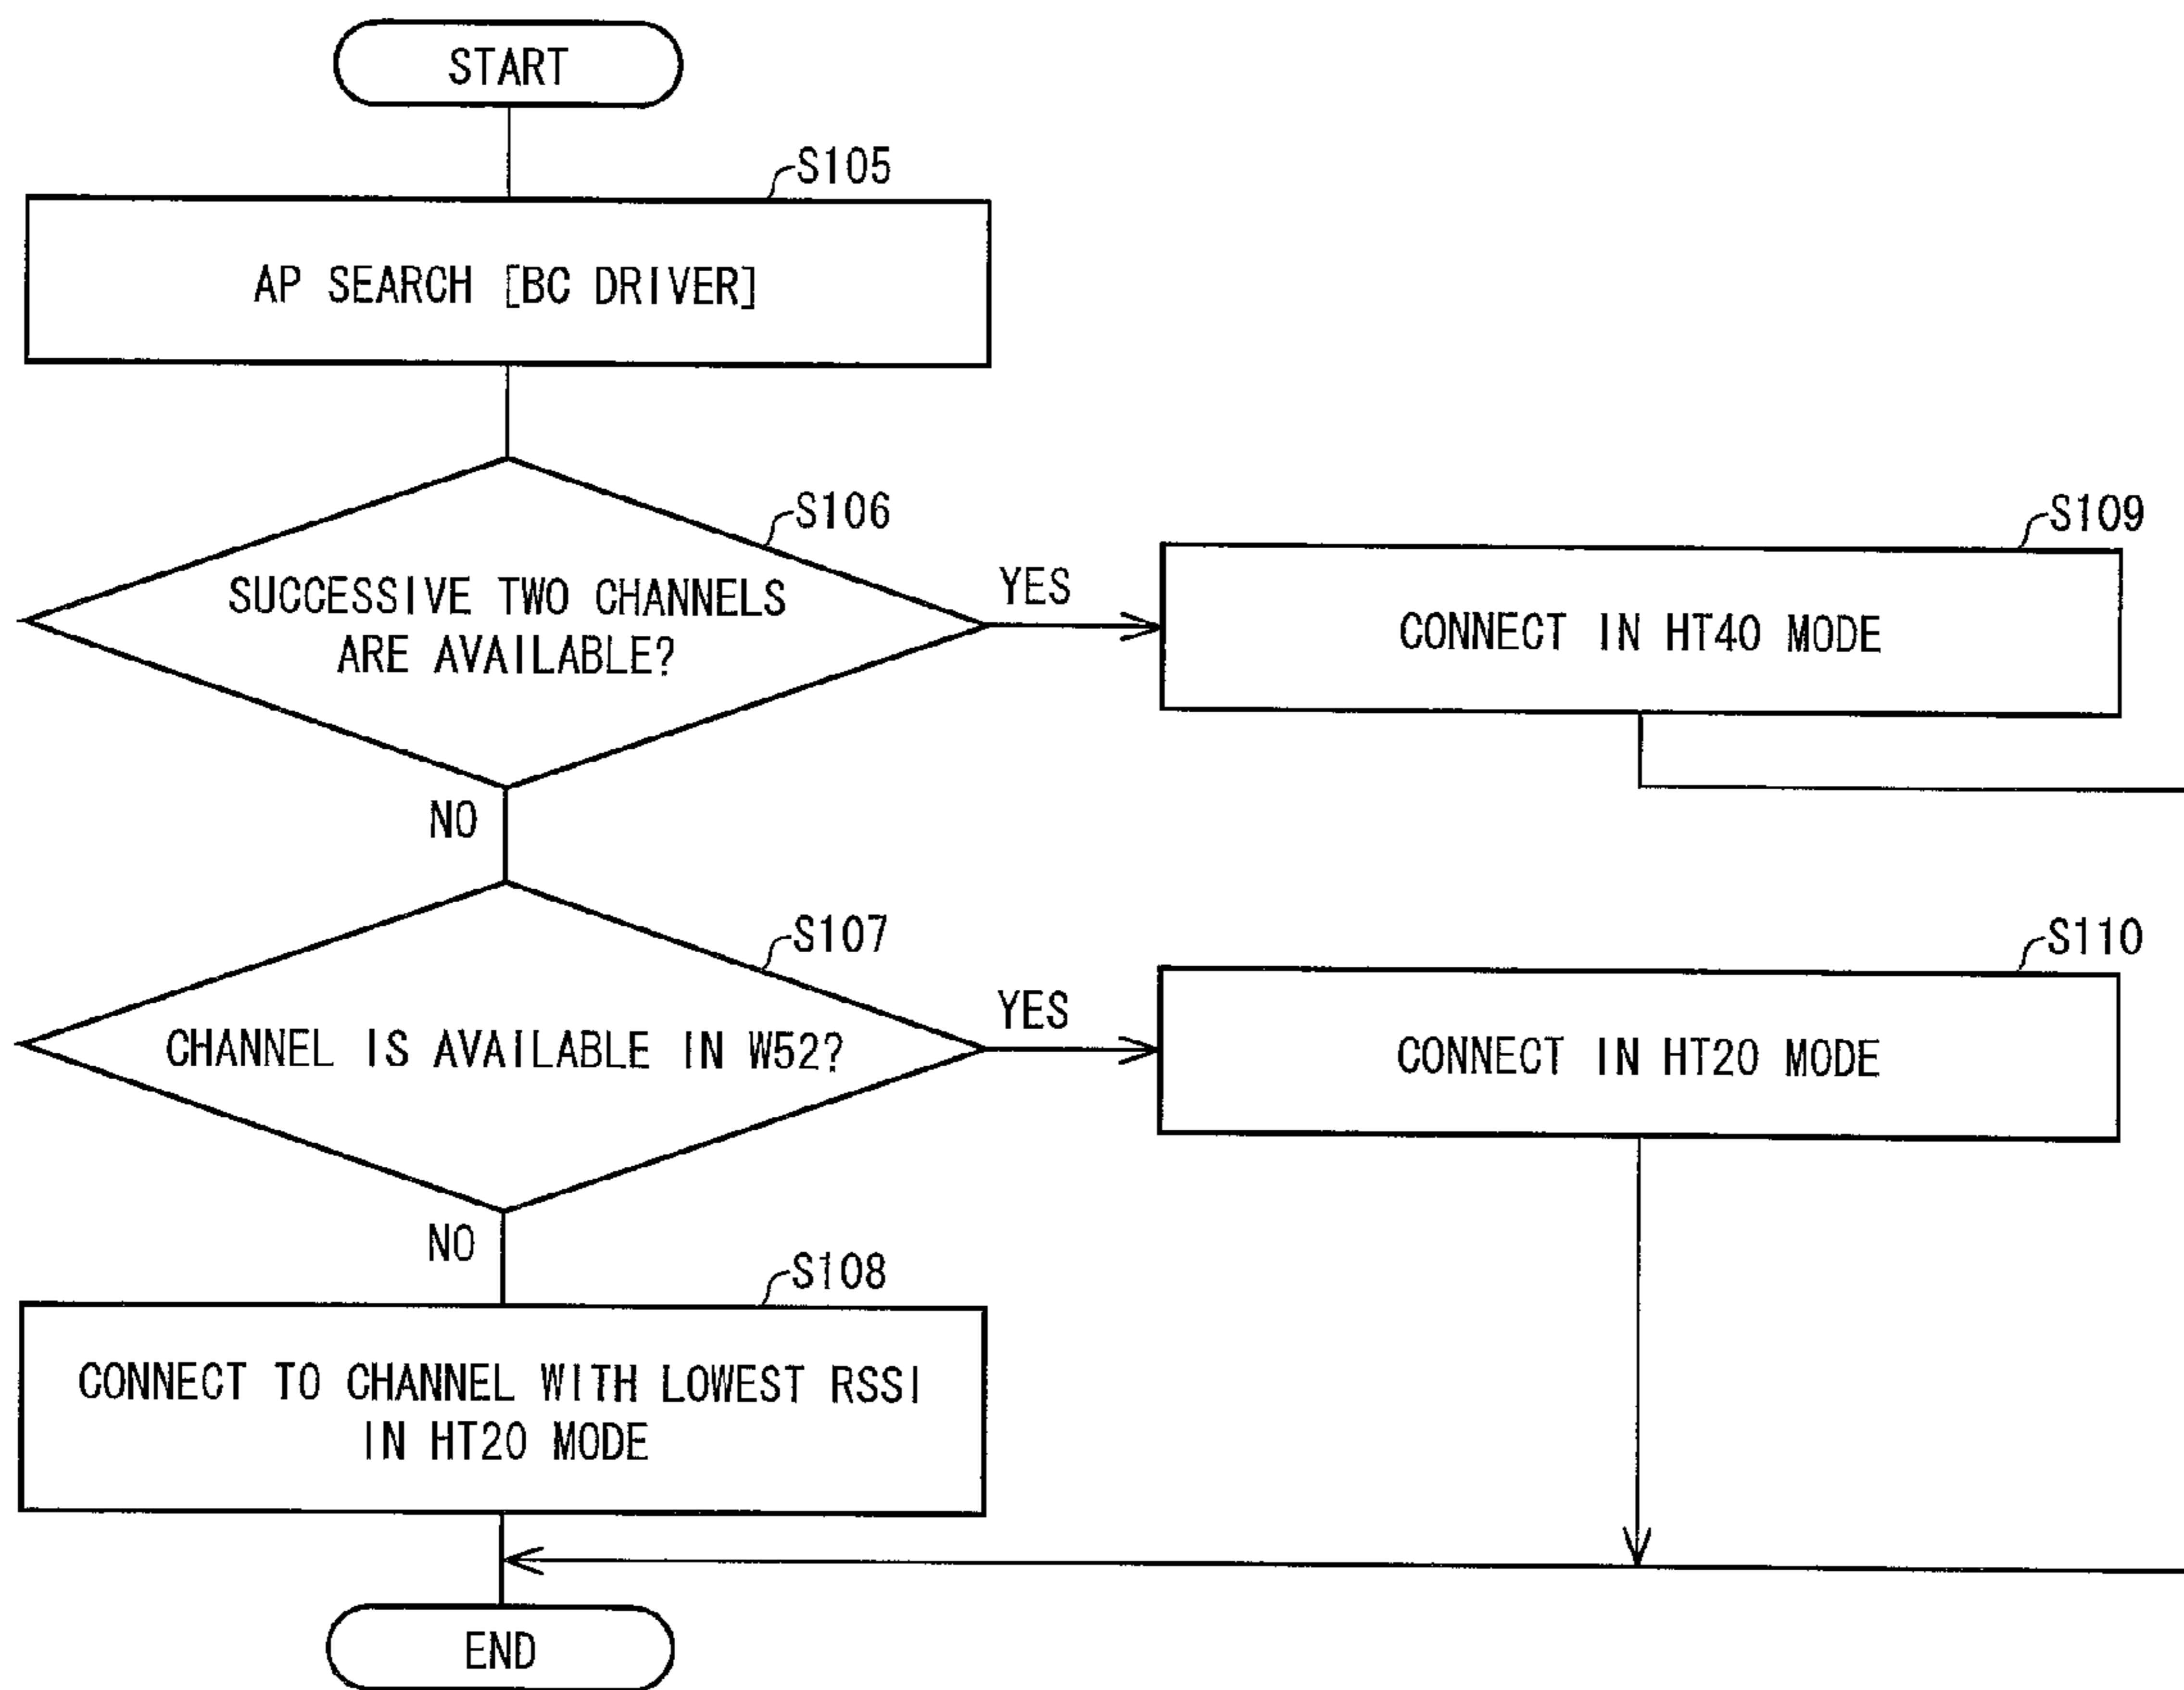 START
S105
AP SEARCH [BC DRIVER]
S106
SUCCESSIVE TWO CHANNELS
ARE AVAILABLE?
YES
S109
CONNECT IN HT40 MODE
NO
S107
CHANNEL IS AVAILABLE IN W52?
YES
S110
CONNECT IN HT20 MODE
NO
S108
CONNECT TO CHANNEL WITH LOWEST RSSI
IN HT20 MODE
END